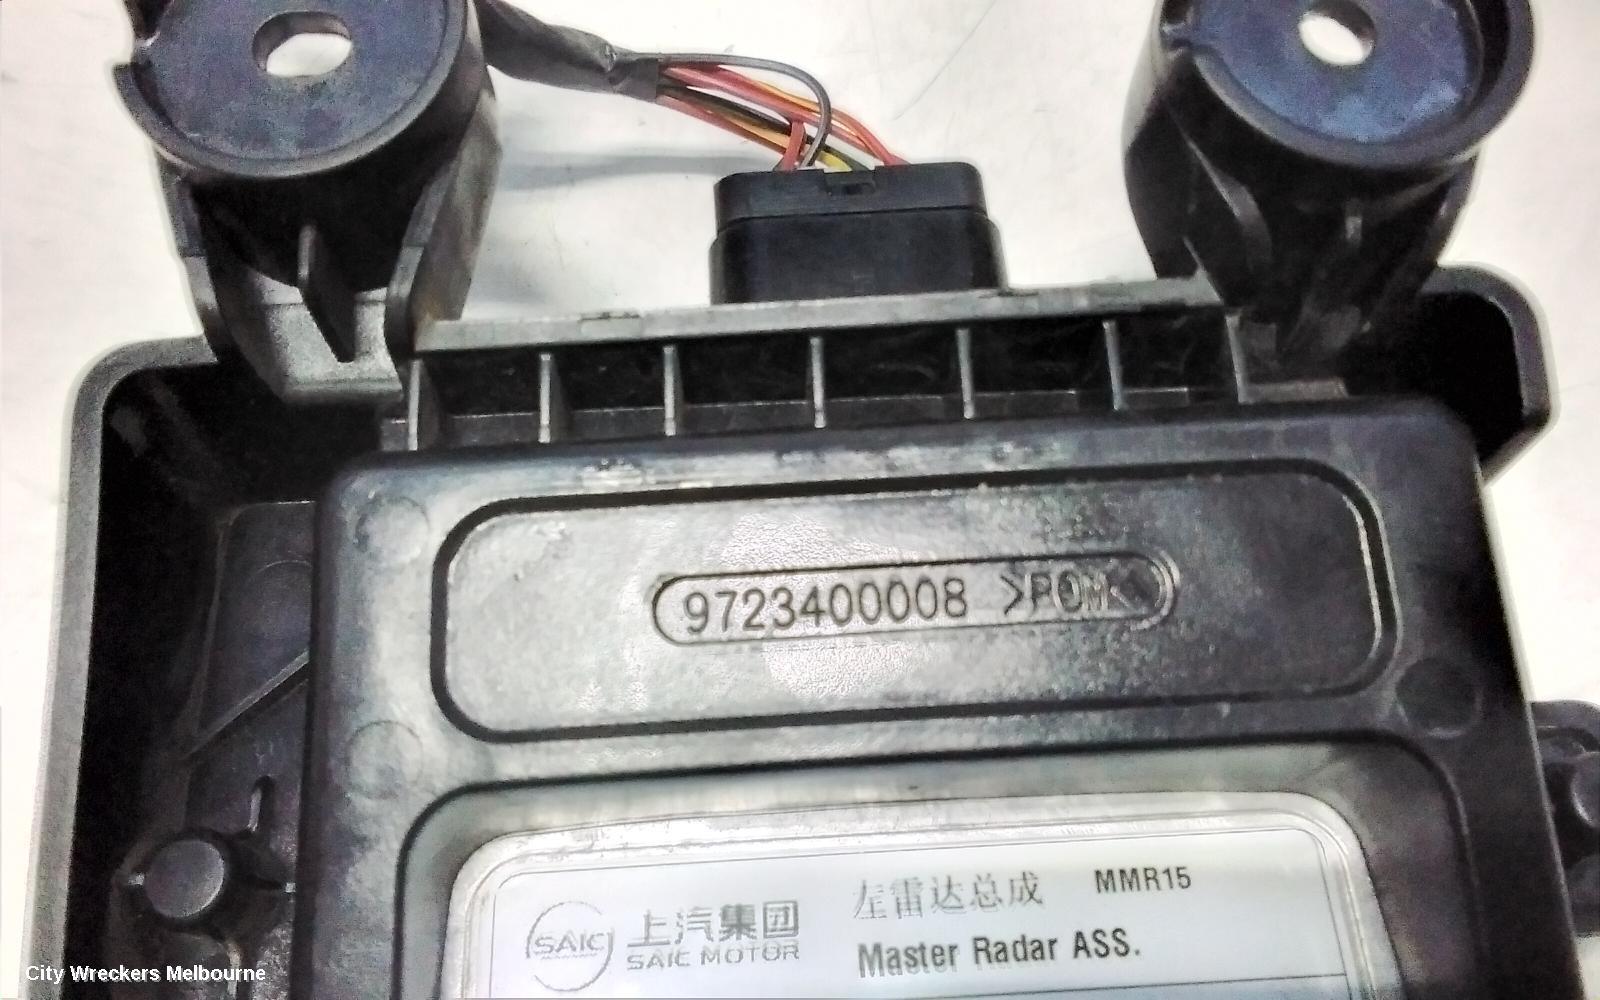 9723400008 >POM<
SAIC
上汽集团
SAIC MOTOR
左雷达总成 MMR15
Master Radar ASS.
City Wreckers Melbourne